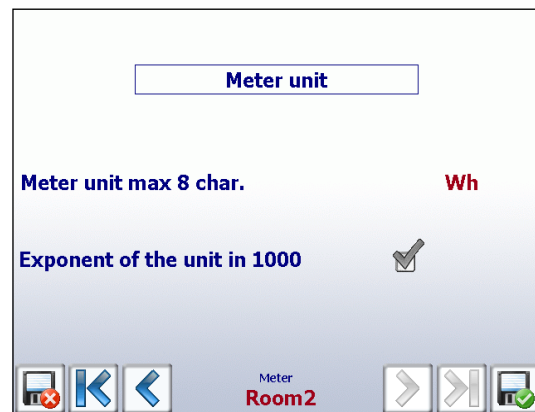 Meter unit
Meter unit max 8 char.    Wh
Exponent of the unit in 1000
Meter
Room2